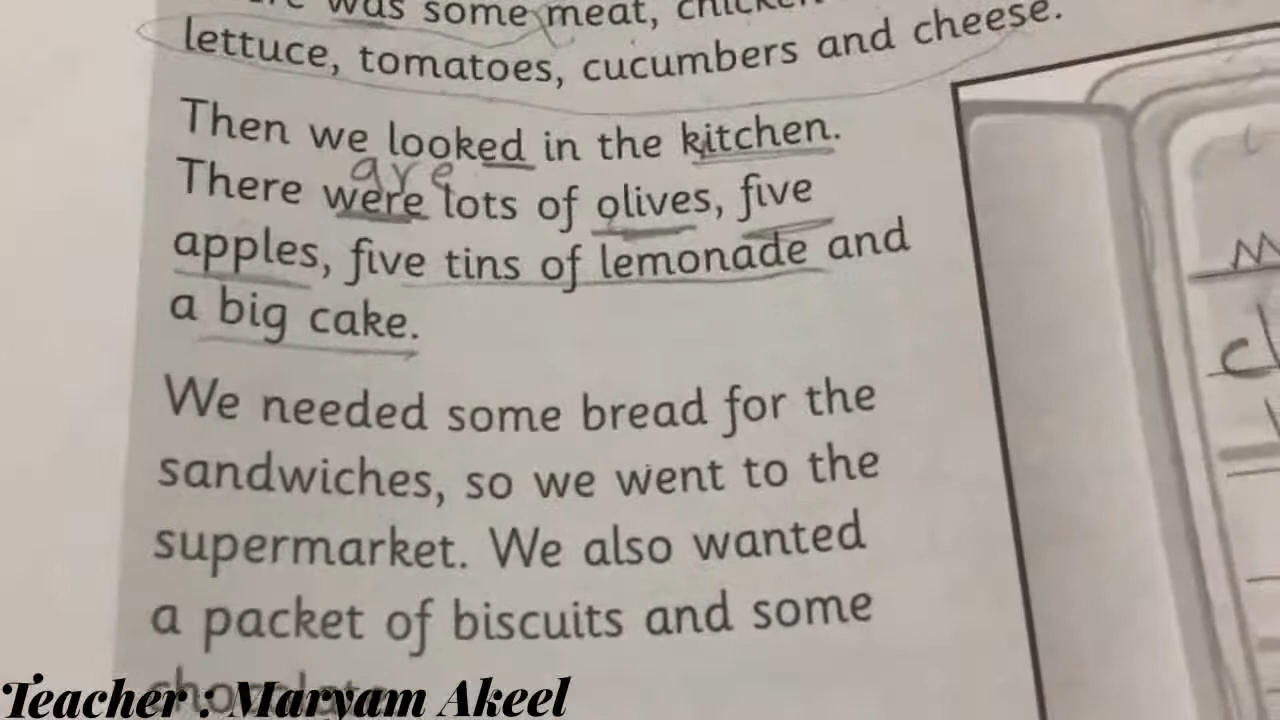 was some meat,
lettuce, tomatoes, cucumbers and cheese.
Then we looked in the kitchen.
are
There were lots of olives, five
apples, five tins of lemonade and
a big cake.
We needed some bread for the
sandwiches, so we went to the
supermarket. We also wanted
a packet of biscuits and some
Teacher : Maryam Akeel